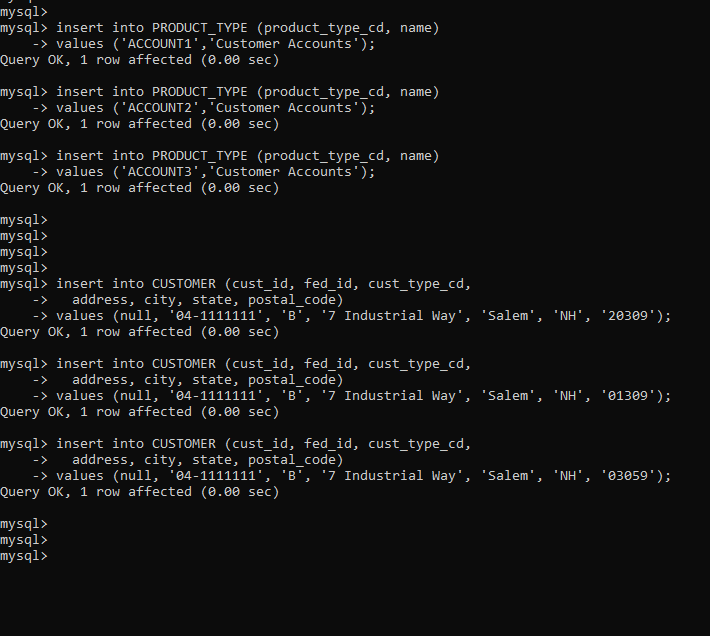 mysql>
mysql> insert into PRODUCT_TYPE (product_type_cd, name)
    -> values ('ACCOUNT1','Customer Accounts');
Query OK, 1 row affected (0.00 sec)
mysql> insert into PRODUCT_TYPE (product_type_cd, name)
    -> values ('ACCOUNT2','Customer Accounts');
Query OK, 1 row affected (0.00 sec)
mysql> insert into PRODUCT_TYPE (product_type_cd, name)
    -> values ('ACCOUNT3','Customer Accounts');
Query OK, 1 row affected (0.00 sec)
mysql>
mysql>
mysql>
mysql>
mysql> insert into CUSTOMER (cust_id, fed_id, cust_type_cd,
    ->   address, city, state, postal_code)
    -> values (null, '04-1111111', 'B', '7 Industrial Way', 'Salem', 'NH', '20309');
Query OK, 1 row affected (0.00 sec)
mysql> insert into CUSTOMER (cust_id, fed_id, cust_type_cd,
    ->   address, city, state, postal_code)
    -> values (null, '04-1111111', 'B', '7 Industrial Way', 'Salem', 'NH', '01309');
Query OK, 1 row affected (0.00 sec)
mysql> insert into CUSTOMER (cust_id, fed_id, cust_type_cd,
    ->   address, city, state, postal_code)
    -> values (null, '04-1111111', 'B', '7 Industrial Way', 'Salem', 'NH', '03059');
Query OK, 1 row affected (0.00 sec)
mysql>
mysql>
mysql>